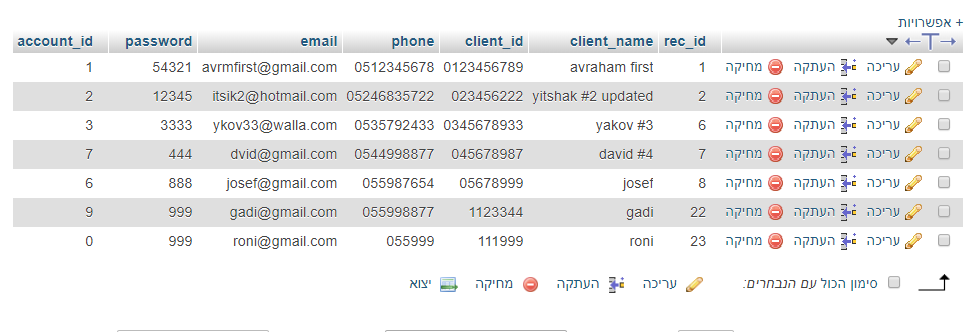 + אפשרויות
rec_id client_name client_id phone email password account_id
עריכה העתקה מחיקה 1 avraham first 0123456789 0512345678 avrmfirst@gmail.com 54321 1
עריכה העתקה מחיקה 2 yitshak #2 updated 023456222 05246835722 itsik2@hotmail.com 12345 2
עריכה העתקה מחיקה 6 yakov #3 0345678933 0535792433 ykov33@walla.com 3333 3
עריכה העתקה מחיקה 7 david #4 045678987 0544998877 dvid@gmail.com 444 7
עריכה העתקה מחיקה 8 josef 05678999 055987654 josef@gmail.com 888 6
עריכה העתקה מחיקה 22 gadi 1123344 055998877 gadi@gmail.com 999 9
עריכה העתקה מחיקה 23 roni 111999 055999 roni@gmail.com 999 0
סימון הכול עם הנבחרים: עריכה העתקה מחיקה יצוא